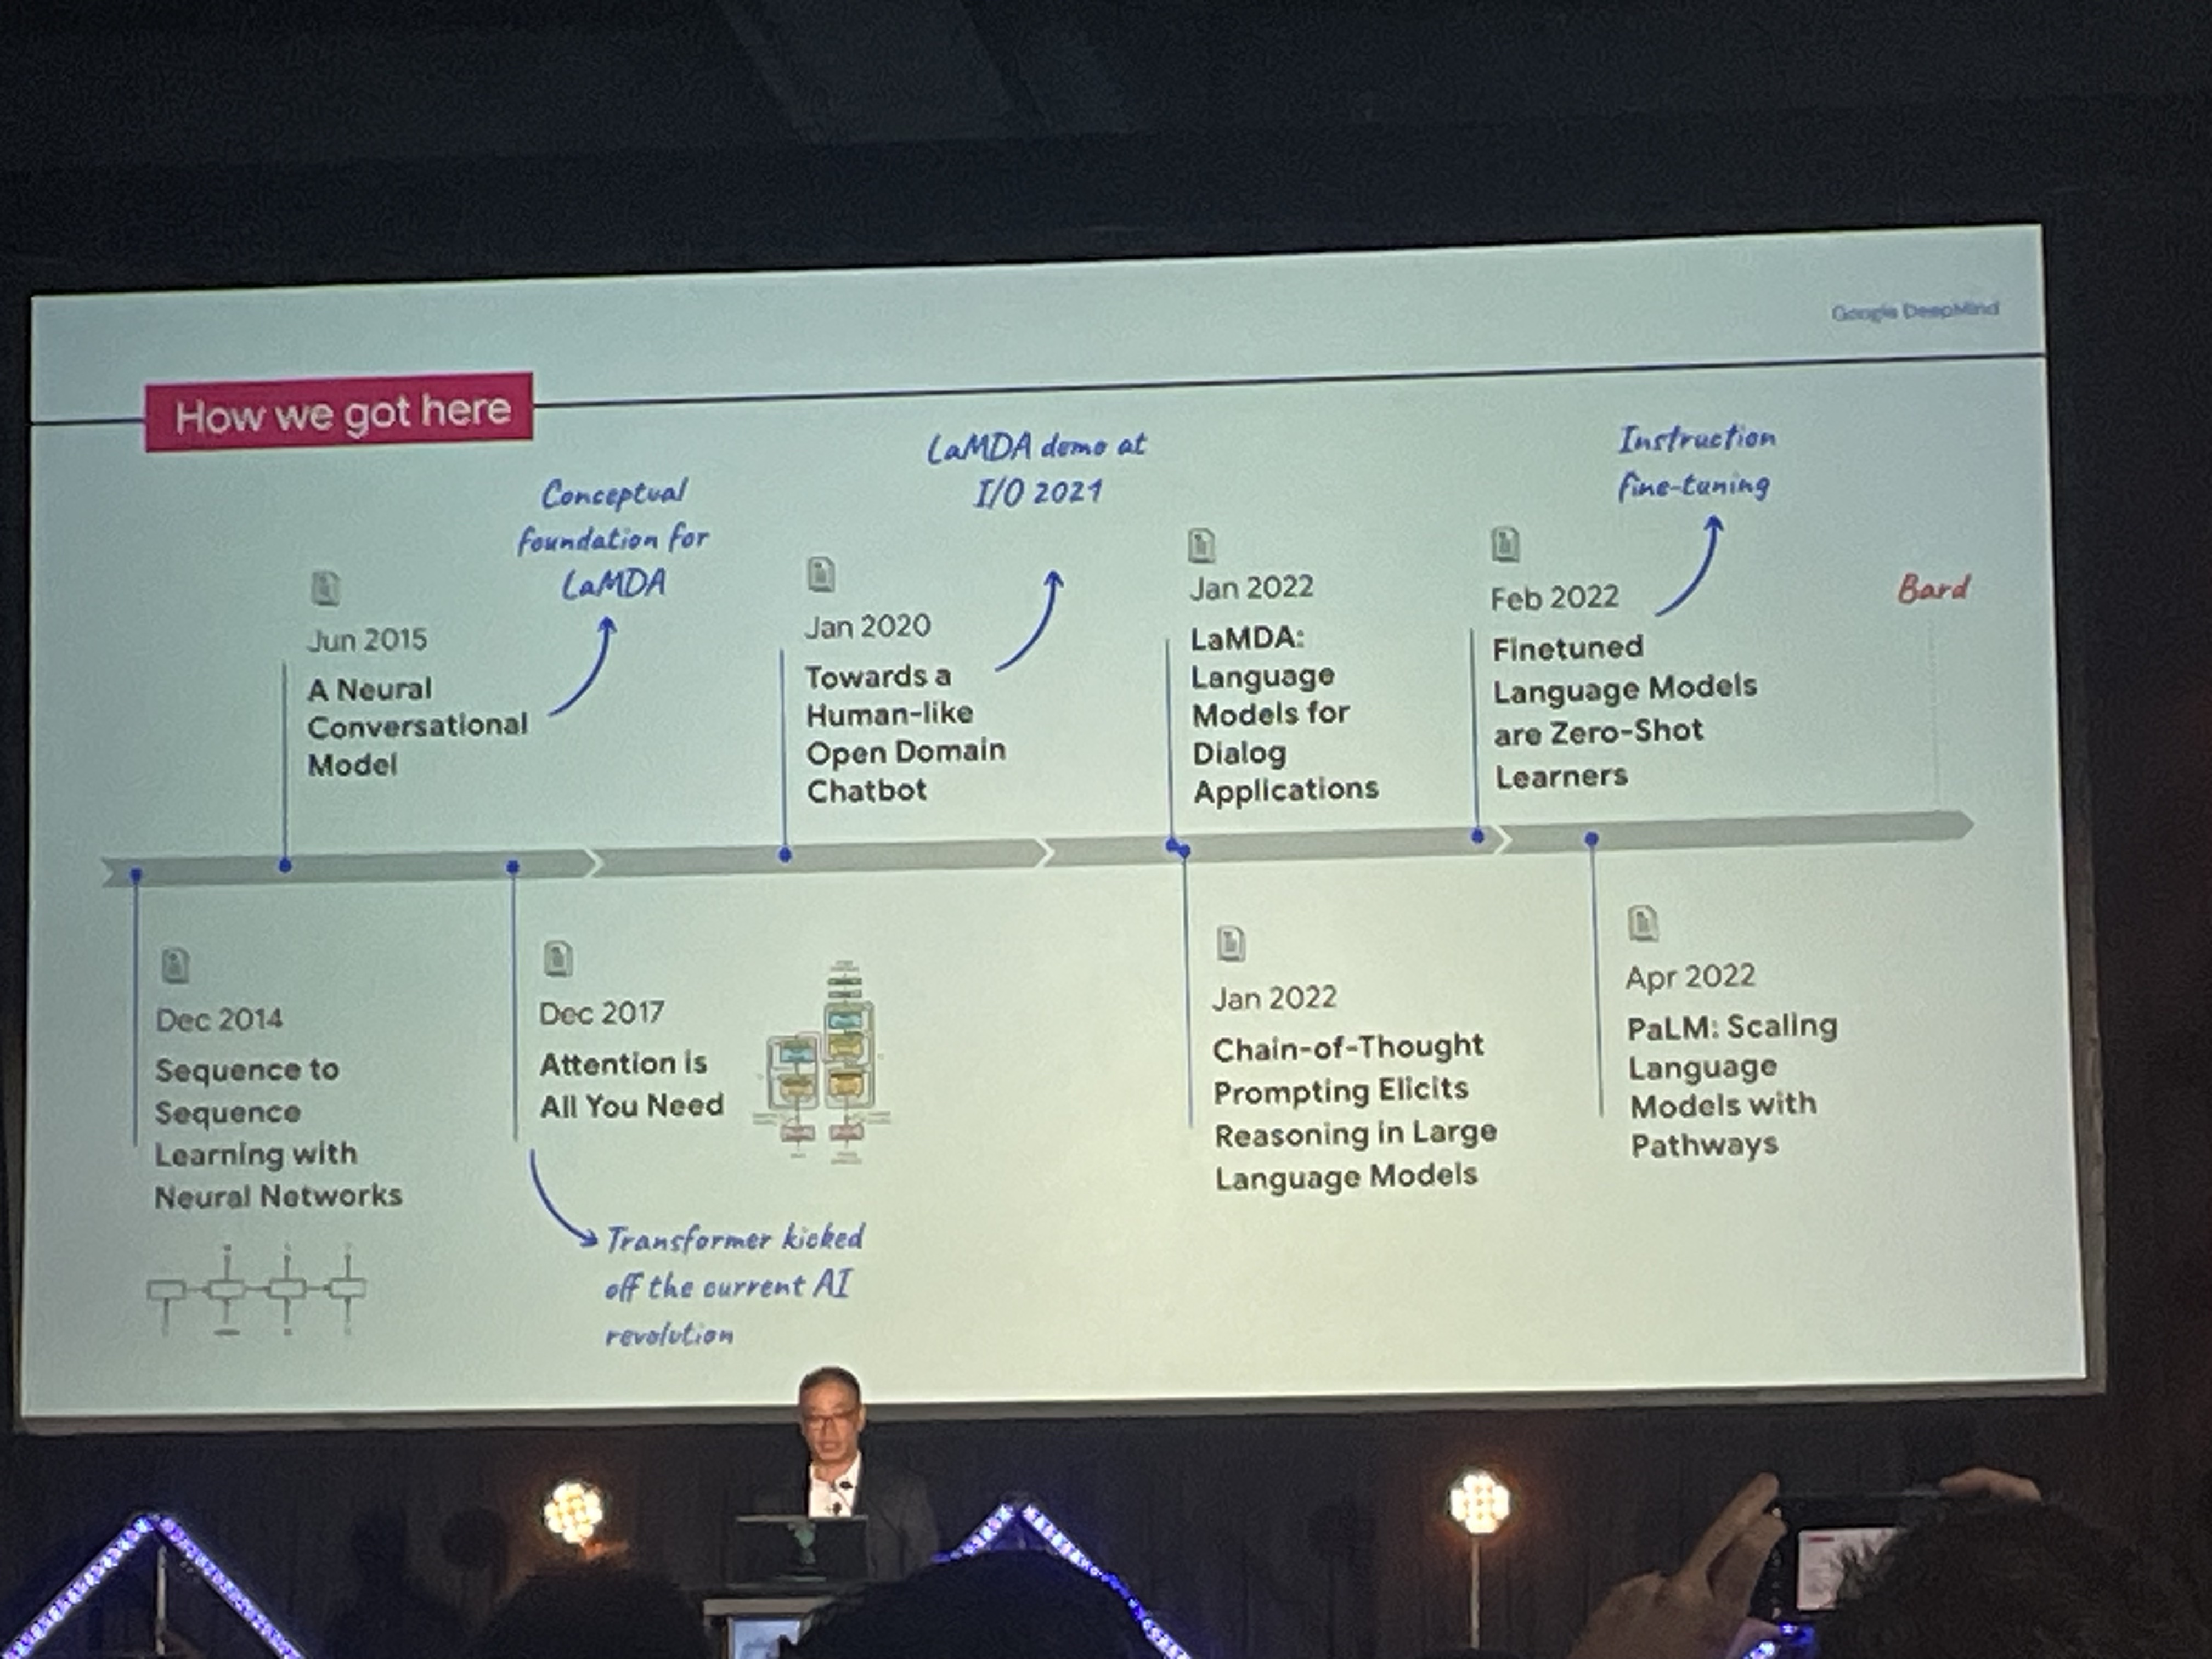 Google DeepMind
How we got here
Conceptual
foundation for
LaMDA
LaMDA demo at
I/O 2021
Instruction
fine-tuning
Jun 2015
A Neural
Conversational
Model
Jan 2020
Towards a
Human-like
Open Domain
Chatbot
Jan 2022
LaMDA:
Language
Models for
Dialog
Applications
Feb 2022
Finetuned
Language Models
are Zero-Shot
Learners
Bard
Dec 2014
Sequence to
Sequence
Learning with
Neural Networks
Dec 2017
Attention is
All You Need
Transformer kicked
off the current AI
revolution
Jan 2022
Chain-of-Thought
Prompting Elicits
Reasoning in Large
Language Models
Apr 2022
PaLM: Scaling
Language
Models with
Pathways